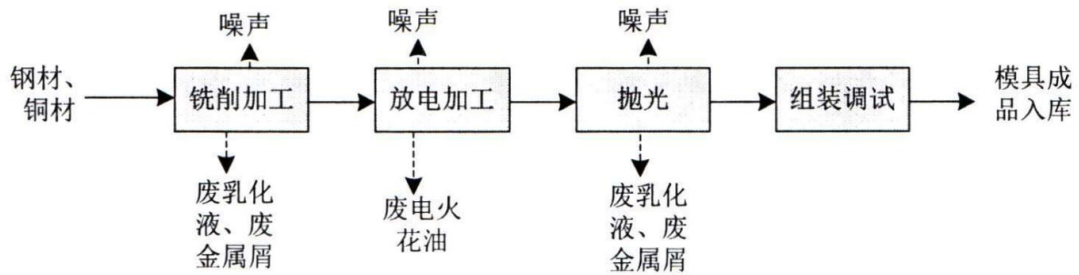 噪声
噪声
噪声
钢材、
铜材
铣削加工
放电加工
抛光
组装调试
模具成
品入库
废乳化
液、废
金属屑
废电火
花油
废乳化
液、废
金属屑